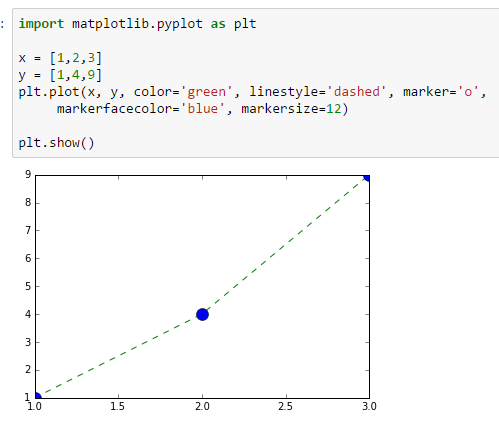 :
import matplotlib.pyplot as plt
x = [1,2,3]
y = [1,4,9]
plt.plot(x, y, color='green', linestyle='dashed', marker='o',
markerfacecolor='blue', markersize=12)
plt.show()
9
8
7
6
5
4
3
2
1
1.0 1.5 2.0 2.5 3.0